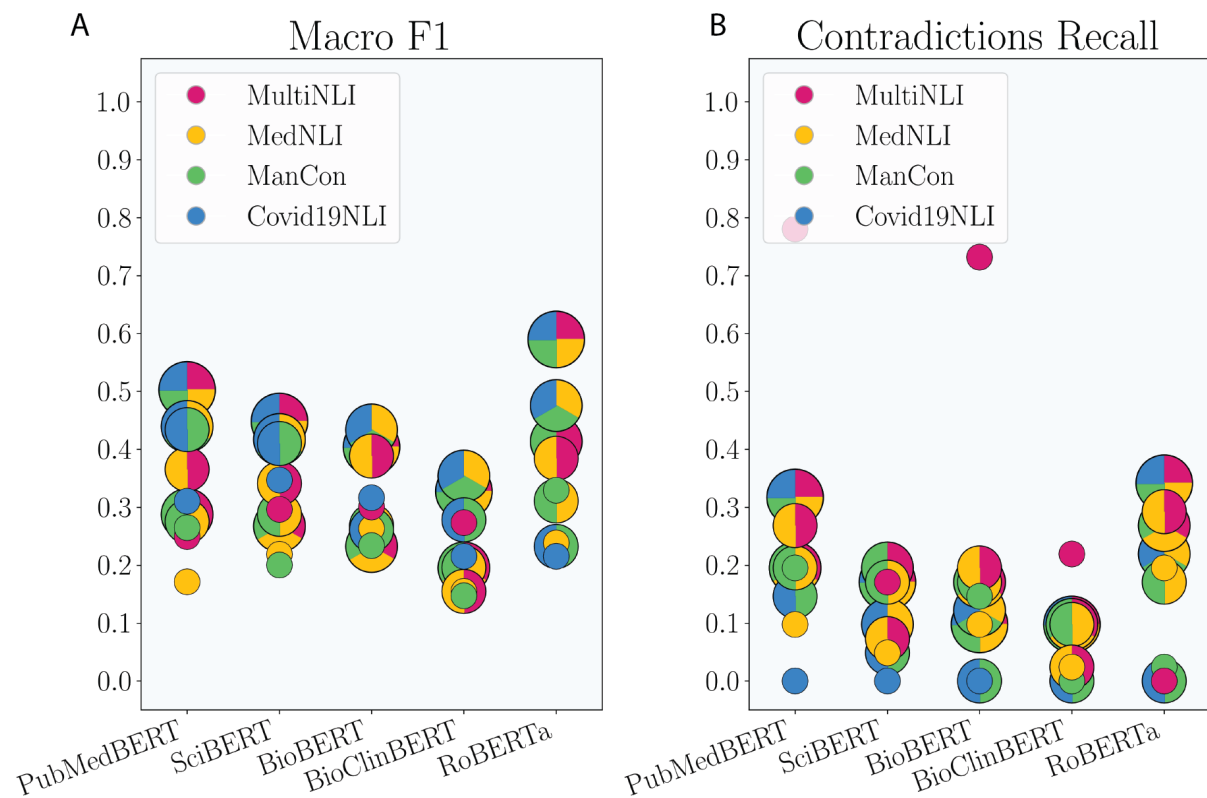 A
Macro F1
MultiNLI
MedNLI
ManCon
Covid19NLI
1.0
0.9
0.8
0.7
0.6
0.5
0.4
0.3
0.2
0.1
0.0
PubMedBERT
SciBERT
BioBERT
BioClinBERT
RoBERTa
B
Contradictions Recall
MultiNLI
MedNLI
ManCon
Covid19NLI
1.0
0.9
0.8
0.7
0.6
0.5
0.4
0.3
0.2
0.1
0.0
PubMedBERT
SciBERT
BioBERT
BioClinBERT
RoBERTa